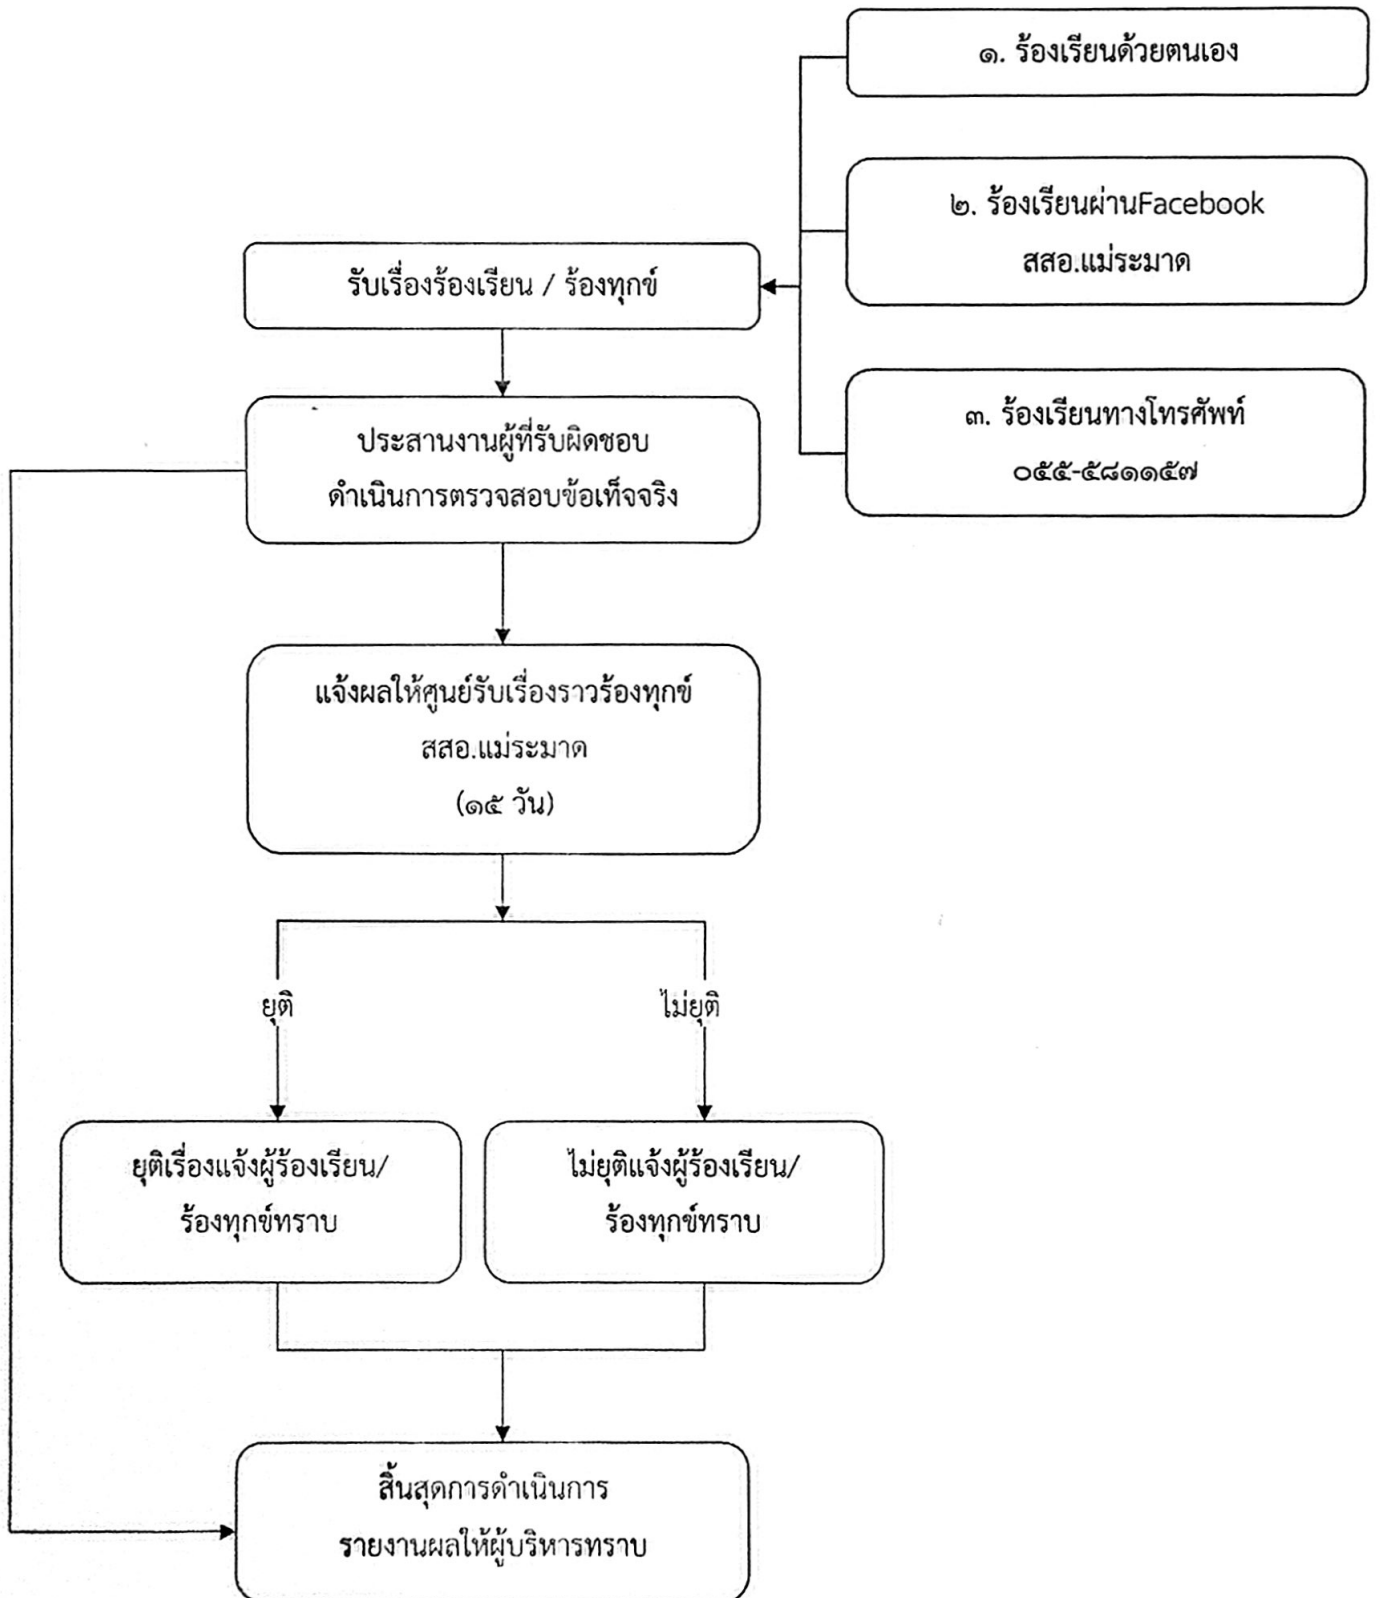 ๑. ร้องเรียนด้วยตนเอง
๒. ร้องเรียนผ่านFacebook
สสอ.แม่ระมาด
๓. ร้องเรียนทางโทรศัพท์
๐๕๕-๕๘๑๑๕๗
รับเรื่องร้องเรียน / ร้องทุกข์
ประสานงานผู้ที่รับผิดชอบ
ดำเนินการตรวจสอบข้อเท็จจริง
แจ้งผลให้ศูนย์รับเรื่องราวร้องทุกข์
สสอ.แม่ระมาด
(๑๕ วัน)
ยุติ
ไม่ยุติ
ยุติเรื่องแจ้งผู้ร้องเรียน/
ร้องทุกข์ทราบ
ไม่ยุติแจ้งผู้ร้องเรียน/
ร้องทุกข์ทราบ
สิ้นสุดการดำเนินการ
รายงานผลให้ผู้บริหารทราบ